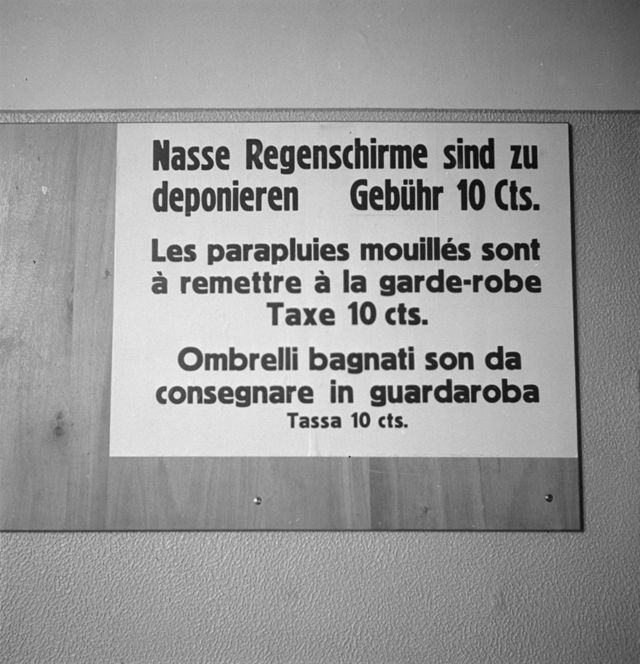 Nasse Regenschirme sind zu
deponieren Gebühr 10 Cts.
Les parapluies mouillés sont
à remettre à la garde-robe
Taxe 10 cts.
Ombrelli bagnati son da
consegnare in guardaroba
Tassa 10 cts.